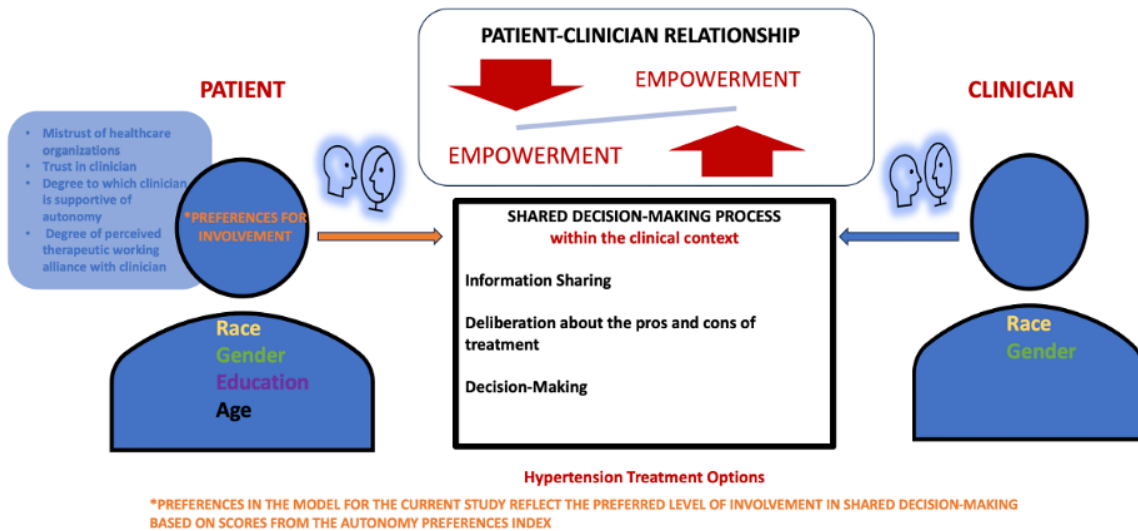 PATIENT-CLINICIAN RELATIONSHIP
EMPOWERMENT
EMPOWERMENT
PATIENT
CLINICIAN
• Mistrust of healthcare
organizations
• Trust in clinician
• Degree to which clinician
is supportive of
autonomy
• Degree of perceived
therapeutic working
alliance with clinician
*PREFERENCES FOR
INVOLVEMENT
Race
Gender
Education
Age
SHARED DECISION-MAKING PROCESS
within the clinical context
Information Sharing
Deliberation about the pros and cons of
treatment
Decision-Making
Race
Gender
Hypertension Treatment Options
*PREFERENCES IN THE MODEL FOR THE CURRENT STUDY REFLECT THE PREFERRED LEVEL OF INVOLVEMENT IN SHARED DECISION-MAKING
BASED ON SCORES FROM THE AUTONOMY PREFERENCES INDEX